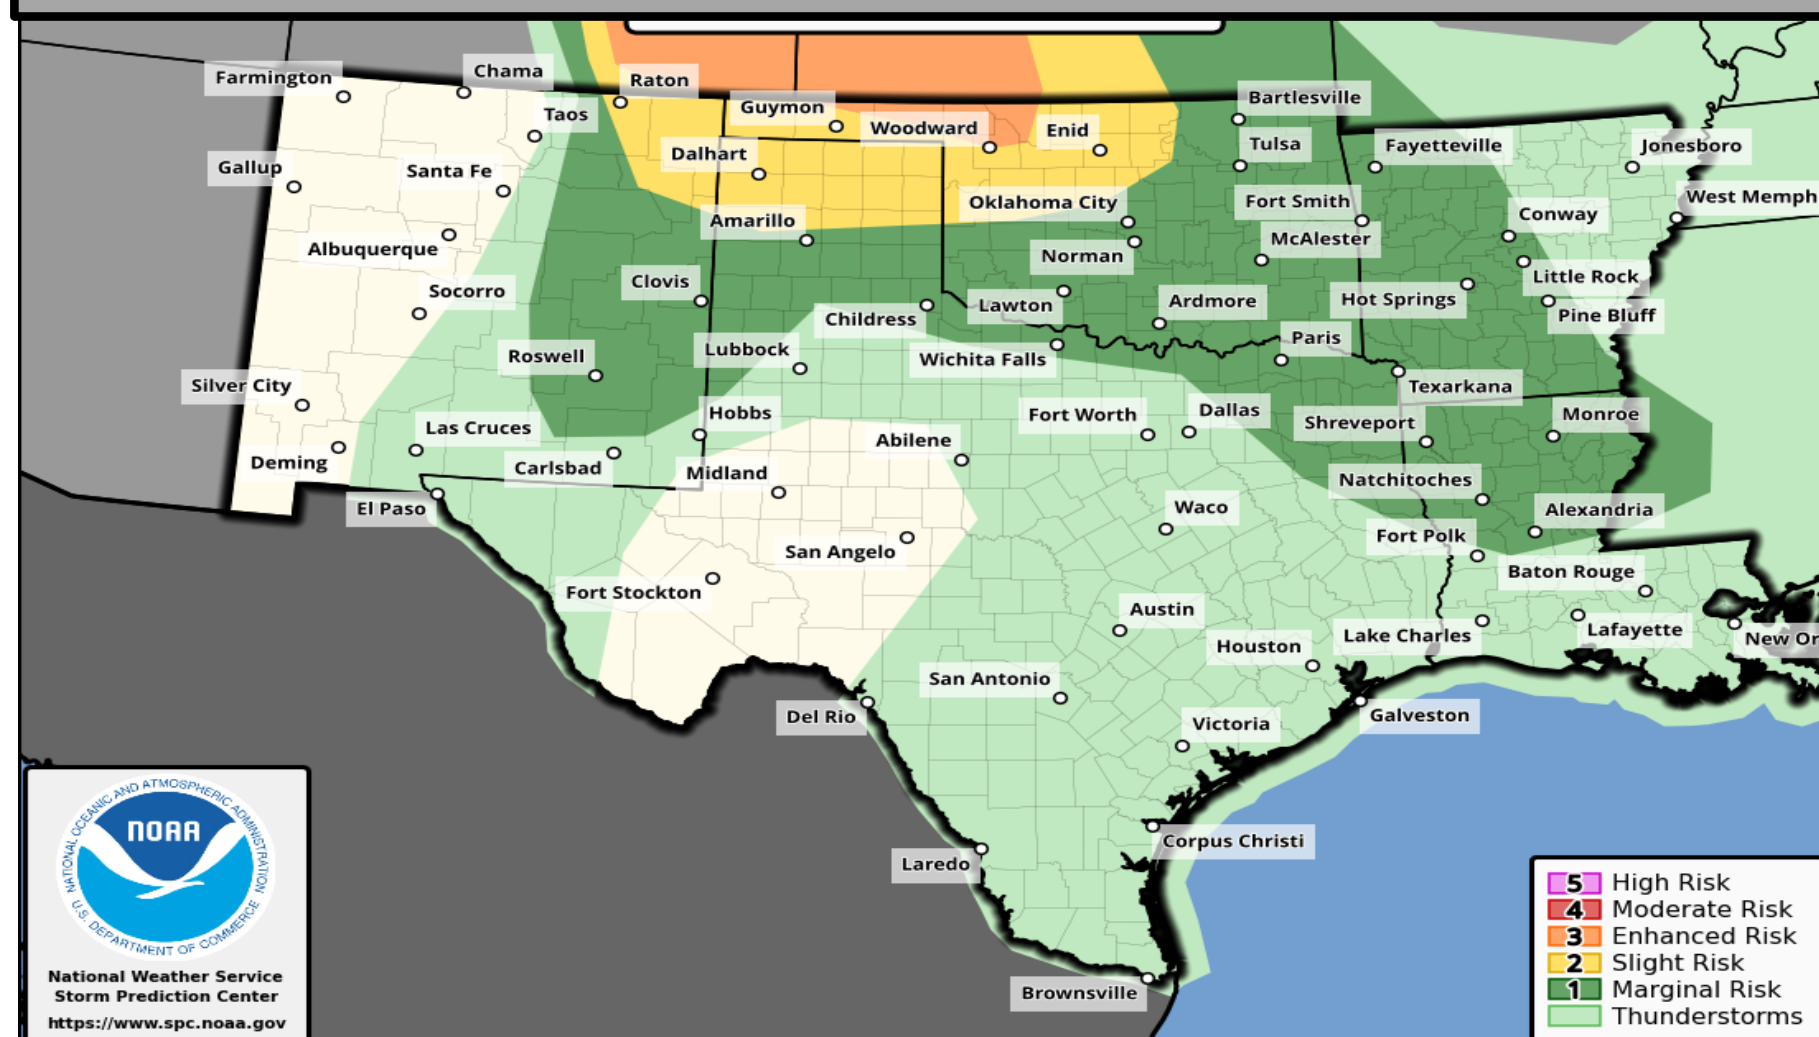 Farmington
Chama
Raton
Taos
Guymon
Woodward
Enid
Bartlesville
Tulsa
Fayetteville
Jonesboro
Gallup
Santa Fe
Dalhart
Oklahoma City
Fort Smith
Conway
West Memph
Albuquerque
Amarillo
Norman
McAlester
Little Rock
Socorro
Clovis
Childress
Lawton
Ardmore
Hot Springs
Pine Bluff
Roswell
Lubbock
Wichita Falls
Paris
Texarkana
Silver City
Las Cruces
Hobbs
Abilene
Fort Worth
Dallas
Shreveport
Monroe
Deming
Carlsbad
Midland
Natchitoches
El Paso
Waco
Alexandria
San Angelo
Fort Polk
Fort Stockton
Baton Rouge
Austin
Houston
Lake Charles
Lafayette
New Or
San Antonio
Del Rio
Victoria
Galveston
Corpus Christi
Laredo
Brownsville
NATIONAL OCEANIC AND ATMOSPHERIC ADMINISTRATION
NOAA
U.S. DEPARTMENT OF COMMERCE
National Weather Service
Storm Prediction Center
https://www.spc.noaa.gov
5 High Risk
4 Moderate Risk
3 Enhanced Risk
2 Slight Risk
1 Marginal Risk
Thunderstorms